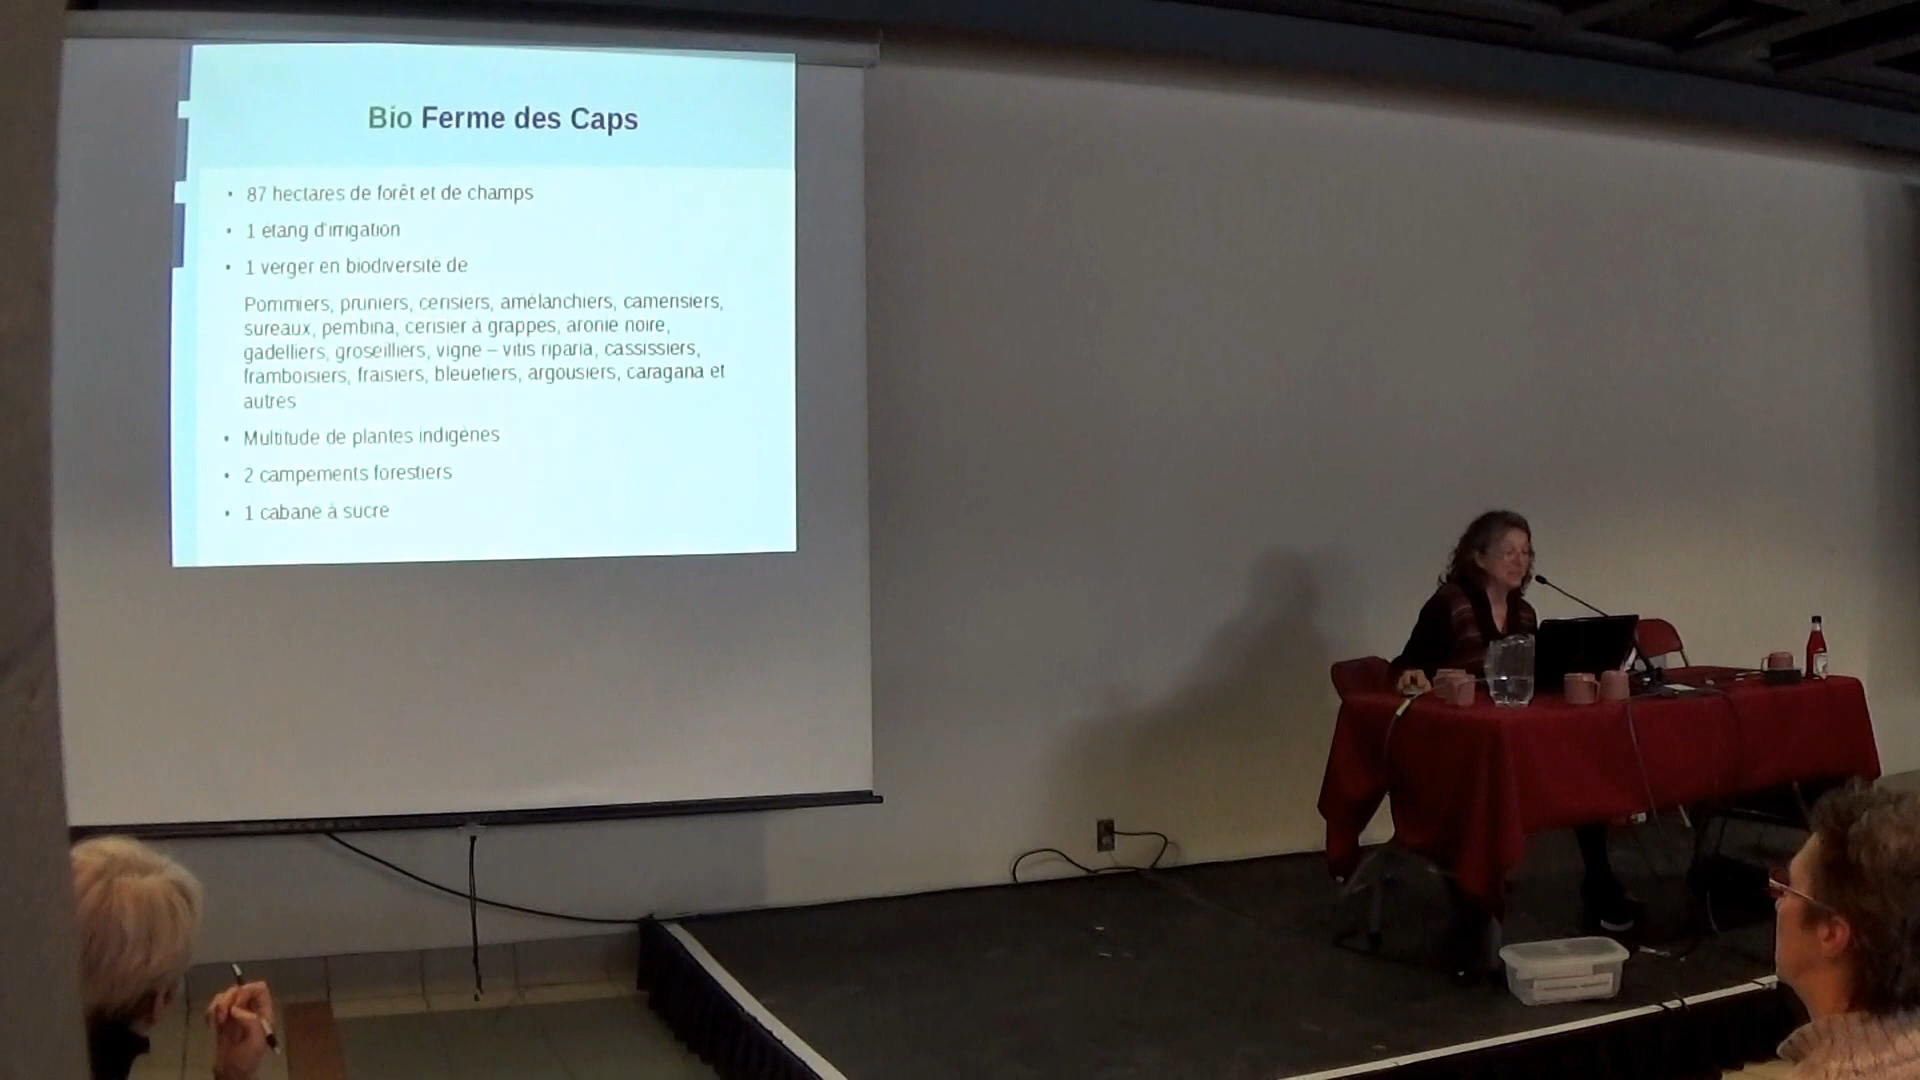 Bio Ferme des Caps
• 87 hectares de forêt et de champs
• 1 étang d'irrigation
• 1 verger en biodiversité de
Pommiers, pruniers, cerisiers, amélanchiers, camerisiers,
sureaux, pembina, cerisier à grappes, aronie noire,
gadelliers, groseilliers, vigne – vitis riparia, cassissiers,
framboisiers, fraisiers, bleuetiers, argousiers, caragana et
autres
• Multitude de plantes indigènes
• 2 campements forestiers
• 1 cabane à sucre